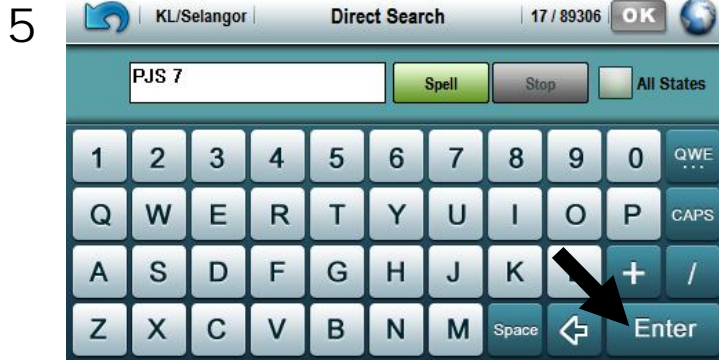 5
KL/Selangor Direct Search 17 / 89306 OK
PJS 7 Spell Stop All States
1 2 3 4 5 6 7 8 9 0 QWE...
Q W E R T Y U I O P CAPS
A S D F G H J K + /
Z X C V B N M Space Enter